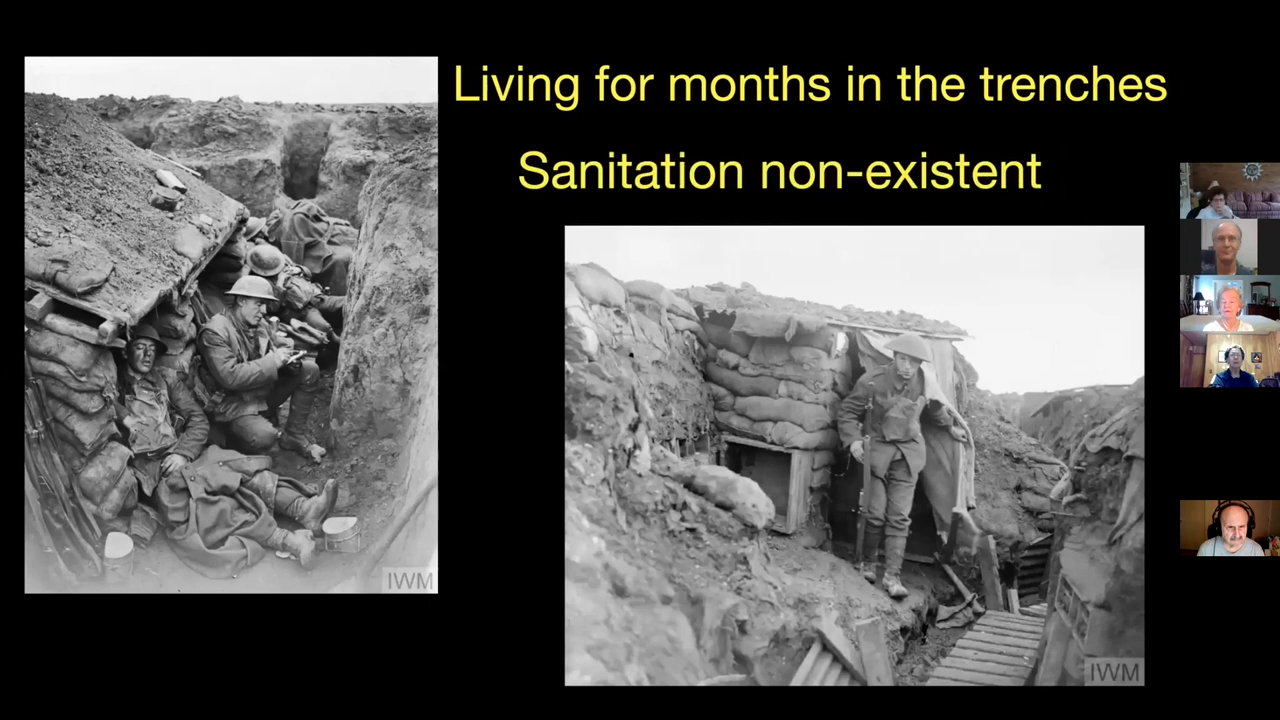 Living for months in the trenches
Sanitation non-existent
IWM
IWM